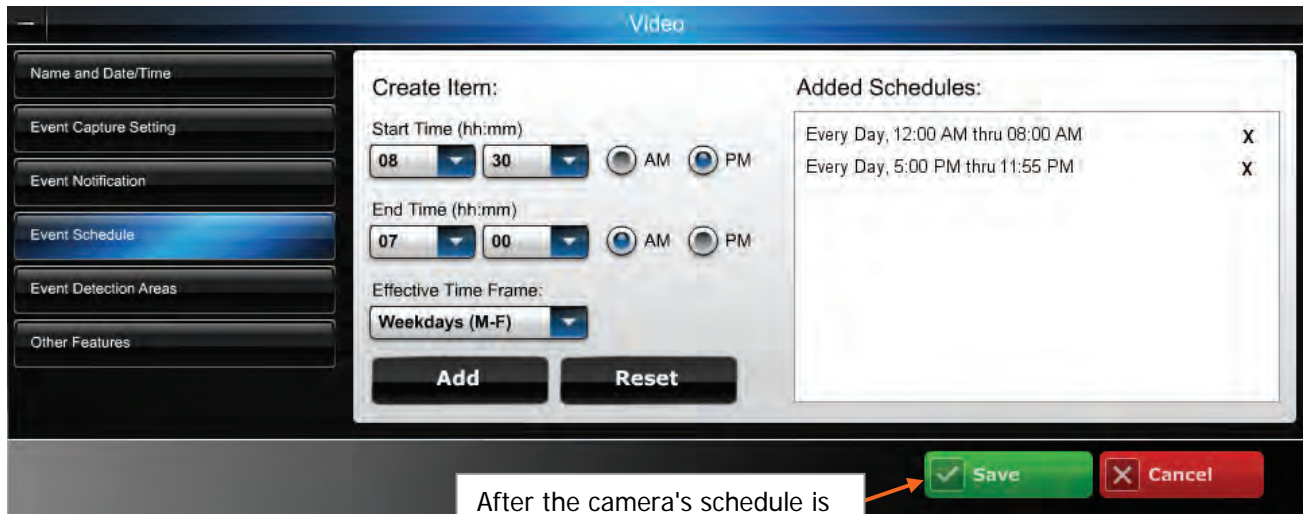 Video
Name and Date/Time
Event Capture Setting
Event Notification
Event Schedule
Event Detection Areas
Other Features
Create Item:
Start Time (hh:mm)
08 30 AM PM
End Time (hh:mm)
07 00 AM PM
Effective Time Frame:
Weekdays (M-F)
Add Reset
Added Schedules:
Every Day, 12:00 AM thru 08:00 AM X
Every Day, 5:00 PM thru 11:55 PM X
Save Cancel
After the camera's schedule is